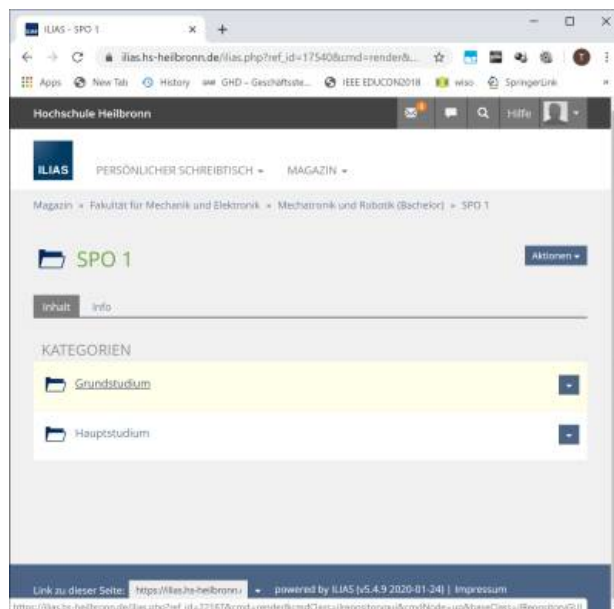 ILIAS - SPO 1
ilias.hs-heilbronn.de/ilias.php?ref_id=17540&cmd=render&...
Apps New Tab History GHD - Geschäftsste... IEEE EDUCON2018 wiso SpringerLink »
Hochschule Heilbronn Hilfe
ILIAS PERSÖNLICHER SCHREIBTISCH MAGAZIN
Magazin » Fakultät für Mechanik und Elektronik » Mechatronik und Robotik (Bachelor) » SPO 1
SPO 1 Aktionen
Inhalt Info
KATEGORIEN
Grundstudium
Hauptstudium
Link zu dieser Seite: https://ilias.hs-heilbronn.c powered by ILIAS (v5.4.9 2020-01-24) | Impressum